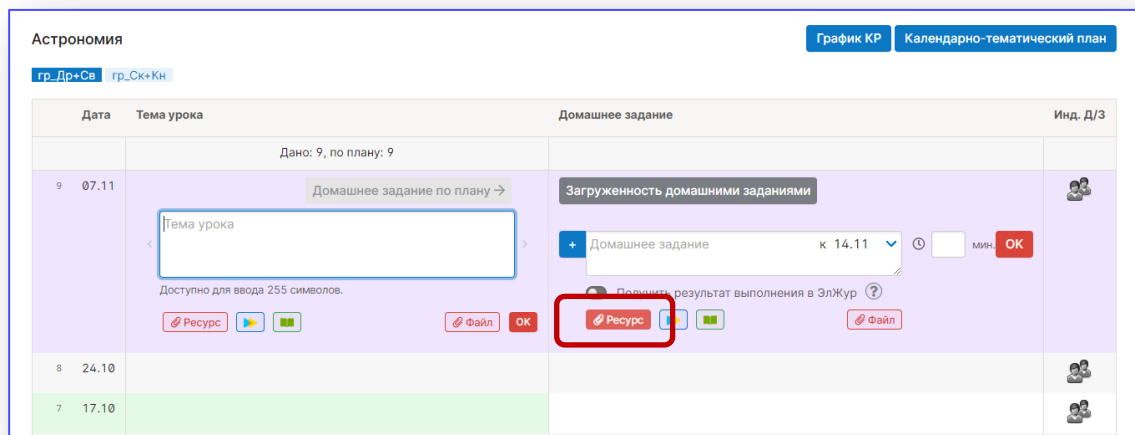 Астрономия
График КР
Календарно-тематический план
гр_Др+Св гр_Ск+Кн
Дата Тема урока Домашнее задание Инд. Д/З
Дано: 9, по плану: 9
9 07.11 Домашнее задание по плану → Загруженность домашними заданиями
Тема урока
+ Домашнее задание к 14.11 мин. ОК
Доступно для ввода 255 символов.
Получить результат выполнения в ЭлЖур ?
Ресурс Файл ОК Ресурс Файл
8 24.10
7 17.10